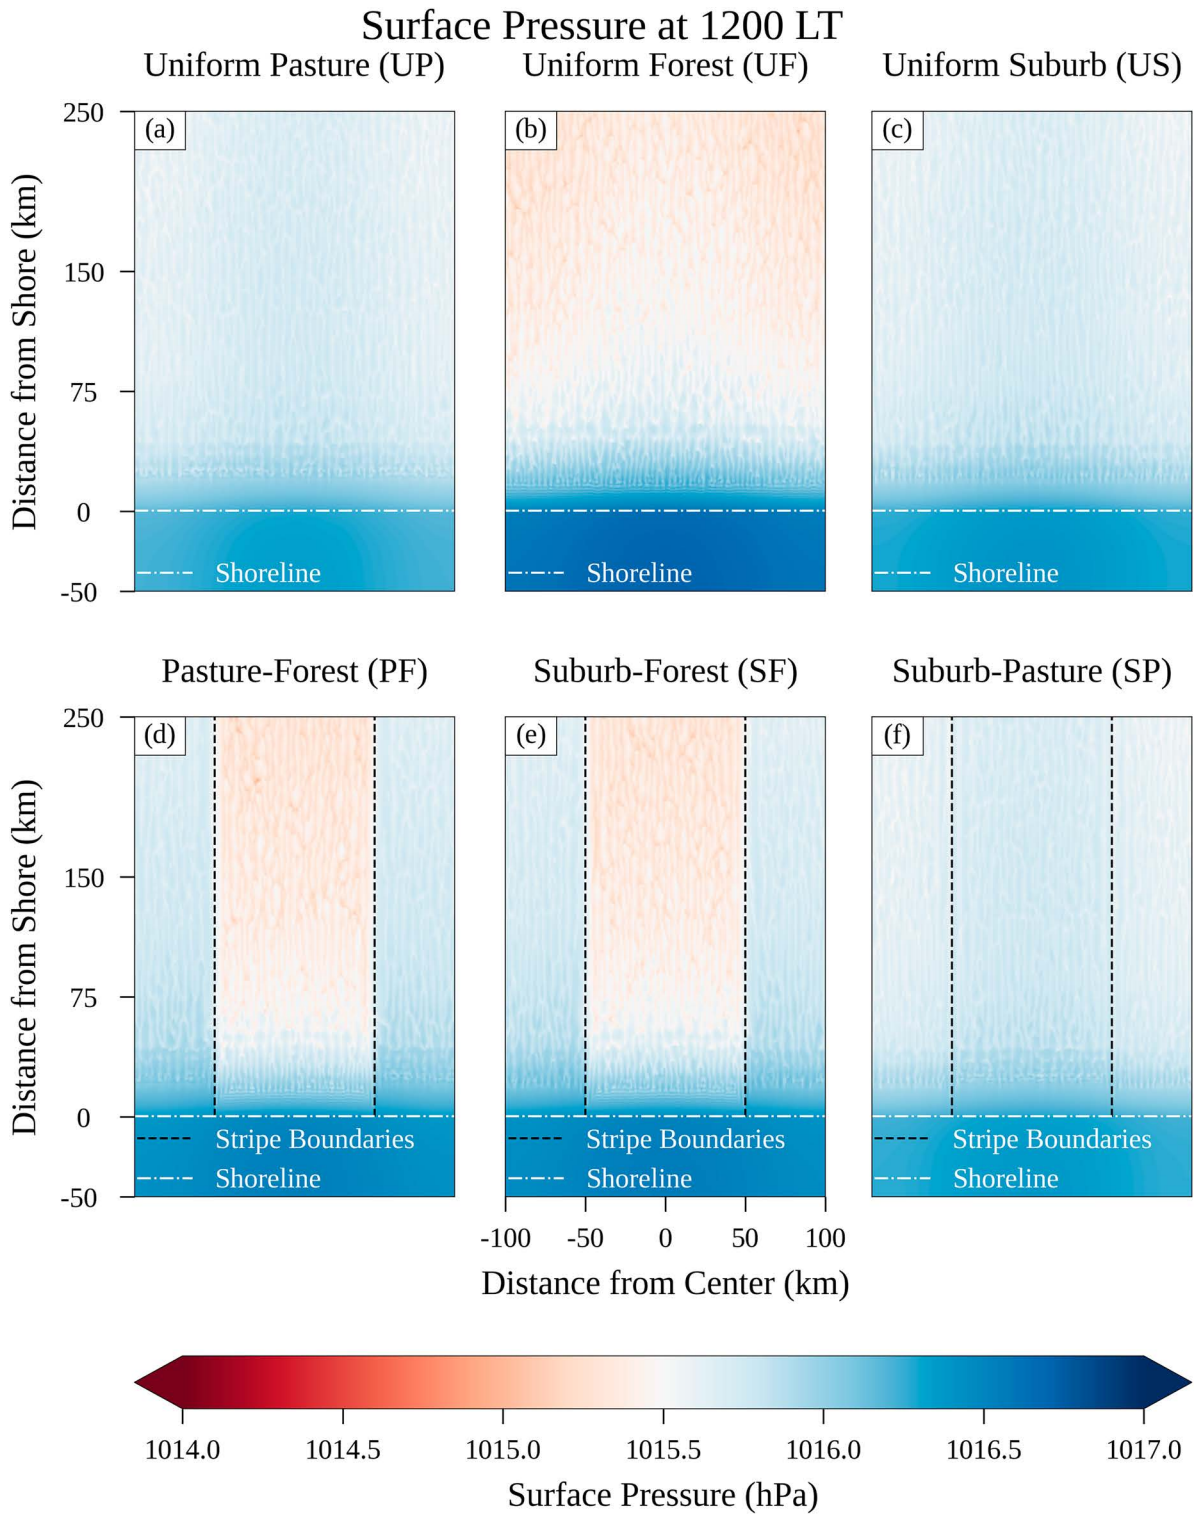 Surface Pressure at 1200 LT
Uniform Pasture (UP)
Uniform Forest (UF)
Uniform Suburb (US)
250
150
75
0
-50
Distance from Shore (km)
(a)
Shoreline
(b)
Shoreline
(c)
Shoreline
Pasture-Forest (PF)
Suburb-Forest (SF)
Suburb-Pasture (SP)
250
150
75
0
-50
Distance from Shore (km)
(d)
Stripe Boundaries
Shoreline
(e)
Stripe Boundaries
Shoreline
(f)
Stripe Boundaries
Shoreline
-100 -50 0 50 100
Distance from Center (km)
1014.0 1014.5 1015.0 1015.5 1016.0 1016.5 1017.0
Surface Pressure (hPa)